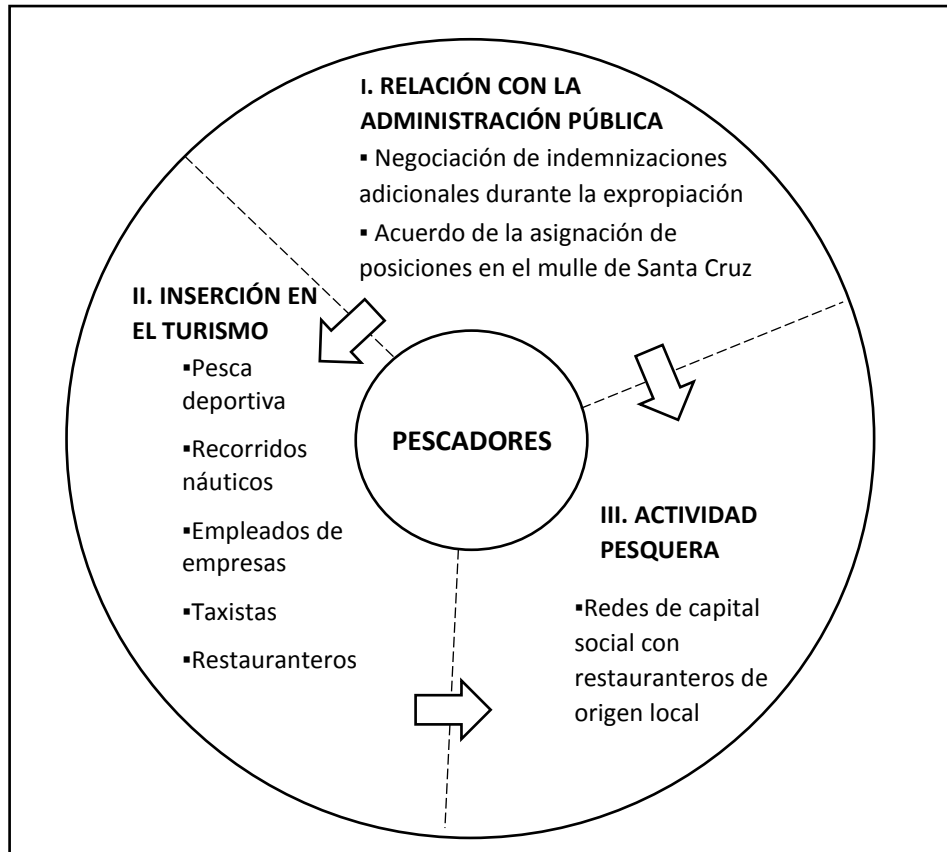 I. RELACIÓN CON LA
ADMINISTRACIÓN PÚBLICA
▪ Negociación de indemnizaciones
adicionales durante la expropiación
▪ Acuerdo de la asignación de
posiciones en el mulle de Santa Cruz
II. INSERCIÓN EN
EL TURISMO
▪Pesca
deportiva
▪Recorridos
náuticos
▪Empleados de
empresas
▪Taxistas
▪Restauranteros
PESCADORES
III. ACTIVIDAD
PESQUERA
▪Redes de capital
social con
restauranteros de
origen local